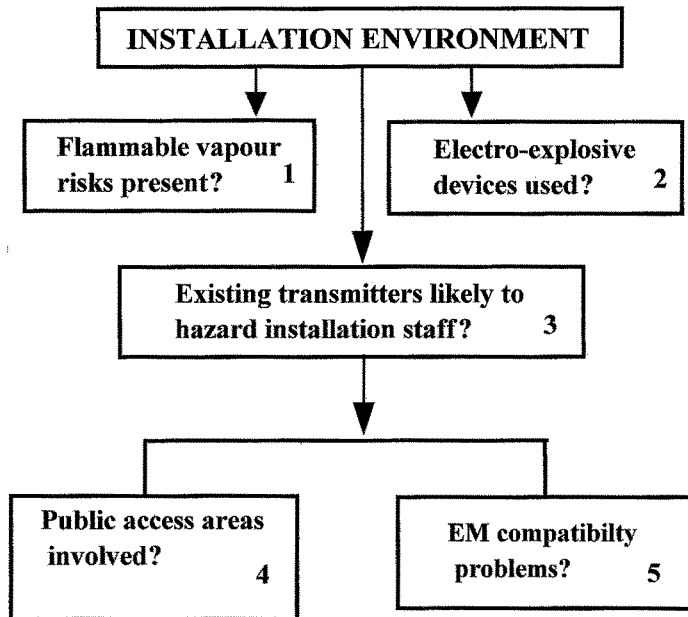 INSTALLATION ENVIRONMENT
Flammable vapour
risks present? 1
Electro-explosive
devices used? 2
Existing transmitters likely to
hazard installation staff? 3
Public access areas
involved? 4
EM compatibilty
problems? 5